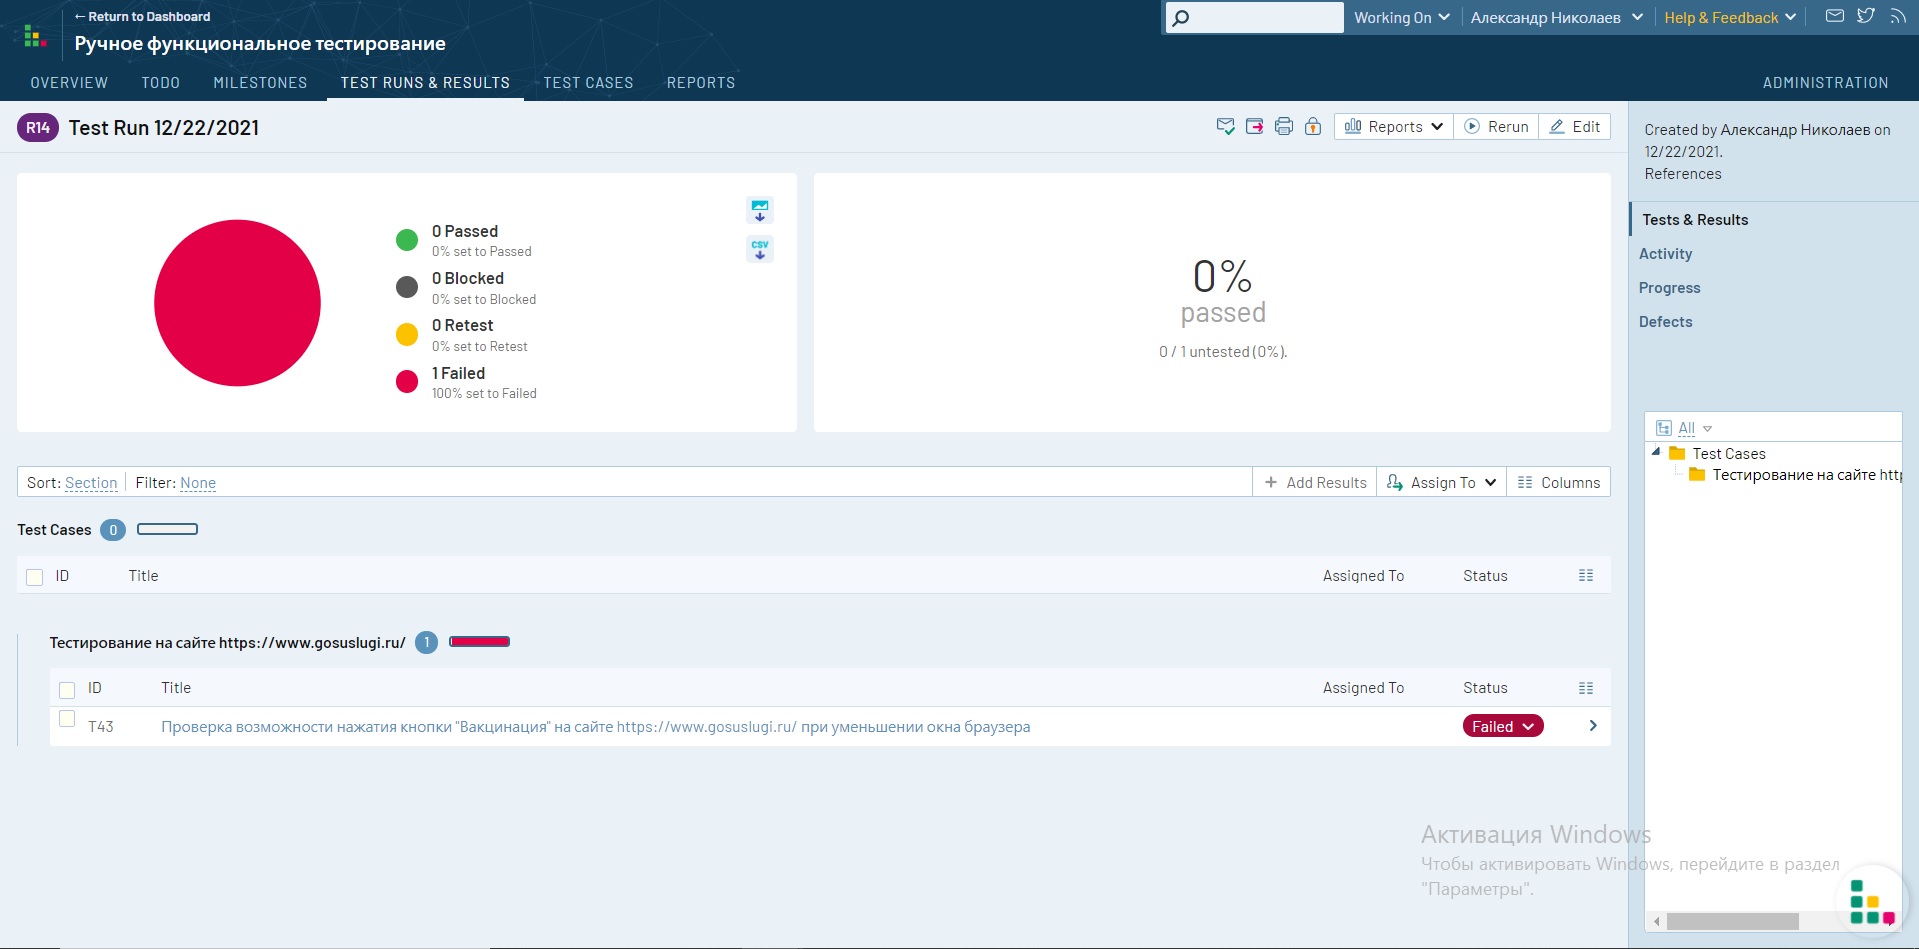 ← Return to Dashboard
Working On
Александр Николаев
Help & Feedback
Ручное функциональное тестирование
OVERVIEW
TODO
MILESTONES
TEST RUNS & RESULTS
TEST CASES
REPORTS
ADMINISTRATION
R14 Test Run 12/22/2021
Reports
Rerun
Edit
Created by Александр Николаев on
12/22/2021.
References
Tests & Results
Activity
Progress
Defects
0 Passed
0% set to Passed
0 Blocked
0% set to Blocked
0 Retest
0% set to Retest
1 Failed
100% set to Failed
CSV
0%
passed
0 / 1 untested (0%).
All
Test Cases
Тестирование на сайте http
Sort: Section Filter: None
+ Add Results
Assign To
Columns
Test Cases 0
ID Title Assigned To Status
Тестирование на сайте https://www.gosuslugi.ru/ 1
ID Title Assigned To Status
T43 Проверка возможности нажатия кнопки "Вакцинация" на сайте https://www.gosuslugi.ru/ при уменьшении окна браузера Failed
Активация Windows
Чтобы активировать Windows, перейдите в раздел
"Параметры".